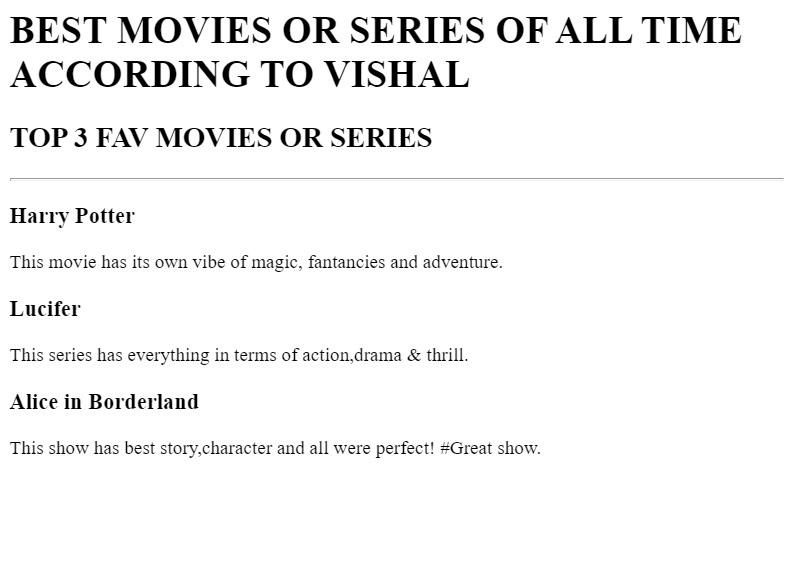 BEST MOVIES OR SERIES OF ALL TIME
ACCORDING TO VISHAL
TOP 3 FAV MOVIES OR SERIES
Harry Potter
This movie has its own vibe of magic, fantancies and adventure.
Lucifer
This series has everything in terms of action,drama & thrill.
Alice in Borderland
This show has best story,character and all were perfect! #Great show.